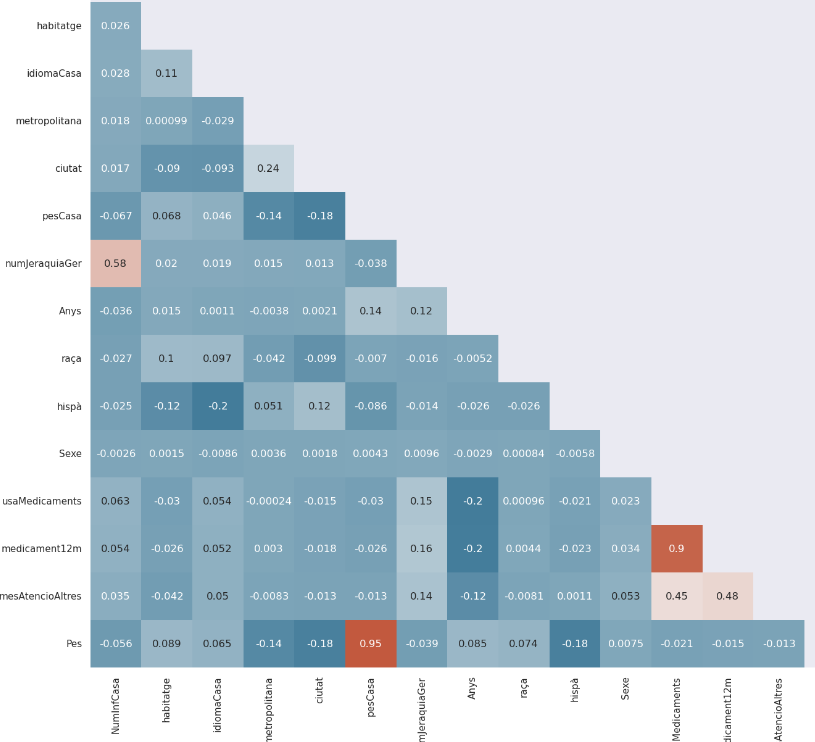 habitatge 0.026
idiomaCasa 0.028 0.11
metropolitana 0.018 0.00099 -0.029
ciutat 0.017 -0.09 -0.093 0.24
pesCasa -0.067 0.068 0.046 -0.14 -0.18
numJeraquiaGer 0.58 0.02 0.019 0.015 0.013 -0.038
Anys -0.036 0.015 0.0011 -0.0038 0.0021 0.14 0.12
raça -0.027 0.1 0.097 -0.042 -0.099 -0.007 -0.016 -0.0052
hispà -0.025 -0.12 -0.2 0.051 0.12 -0.086 -0.014 -0.026 -0.026
Sexe -0.0026 0.0015 -0.0086 0.0036 0.0018 0.0043 0.0096 -0.0029 0.00084 -0.0058
usaMedicaments 0.063 -0.03 0.054 -0.00024 -0.015 -0.03 0.15 -0.2 0.00096 -0.021 0.023
medicament12m 0.054 -0.026 0.052 0.003 -0.018 -0.026 0.16 -0.2 0.0044 -0.023 0.034 0.9
mesAtencioAltres 0.035 -0.042 0.05 -0.0083 -0.013 -0.013 0.14 -0.12 -0.0081 0.0011 0.053 0.45 0.48
Pes -0.056 0.089 0.065 -0.14 -0.18 0.95 -0.039 0.085 0.074 -0.18 0.0075 -0.021 -0.015 -0.013
NumInfCasa habitatge idiomaCasa metropolitana ciutat pesCasa mJeraquiaGer Anys raça hispà Sexe Medicaments dicament12m AtencioAltres